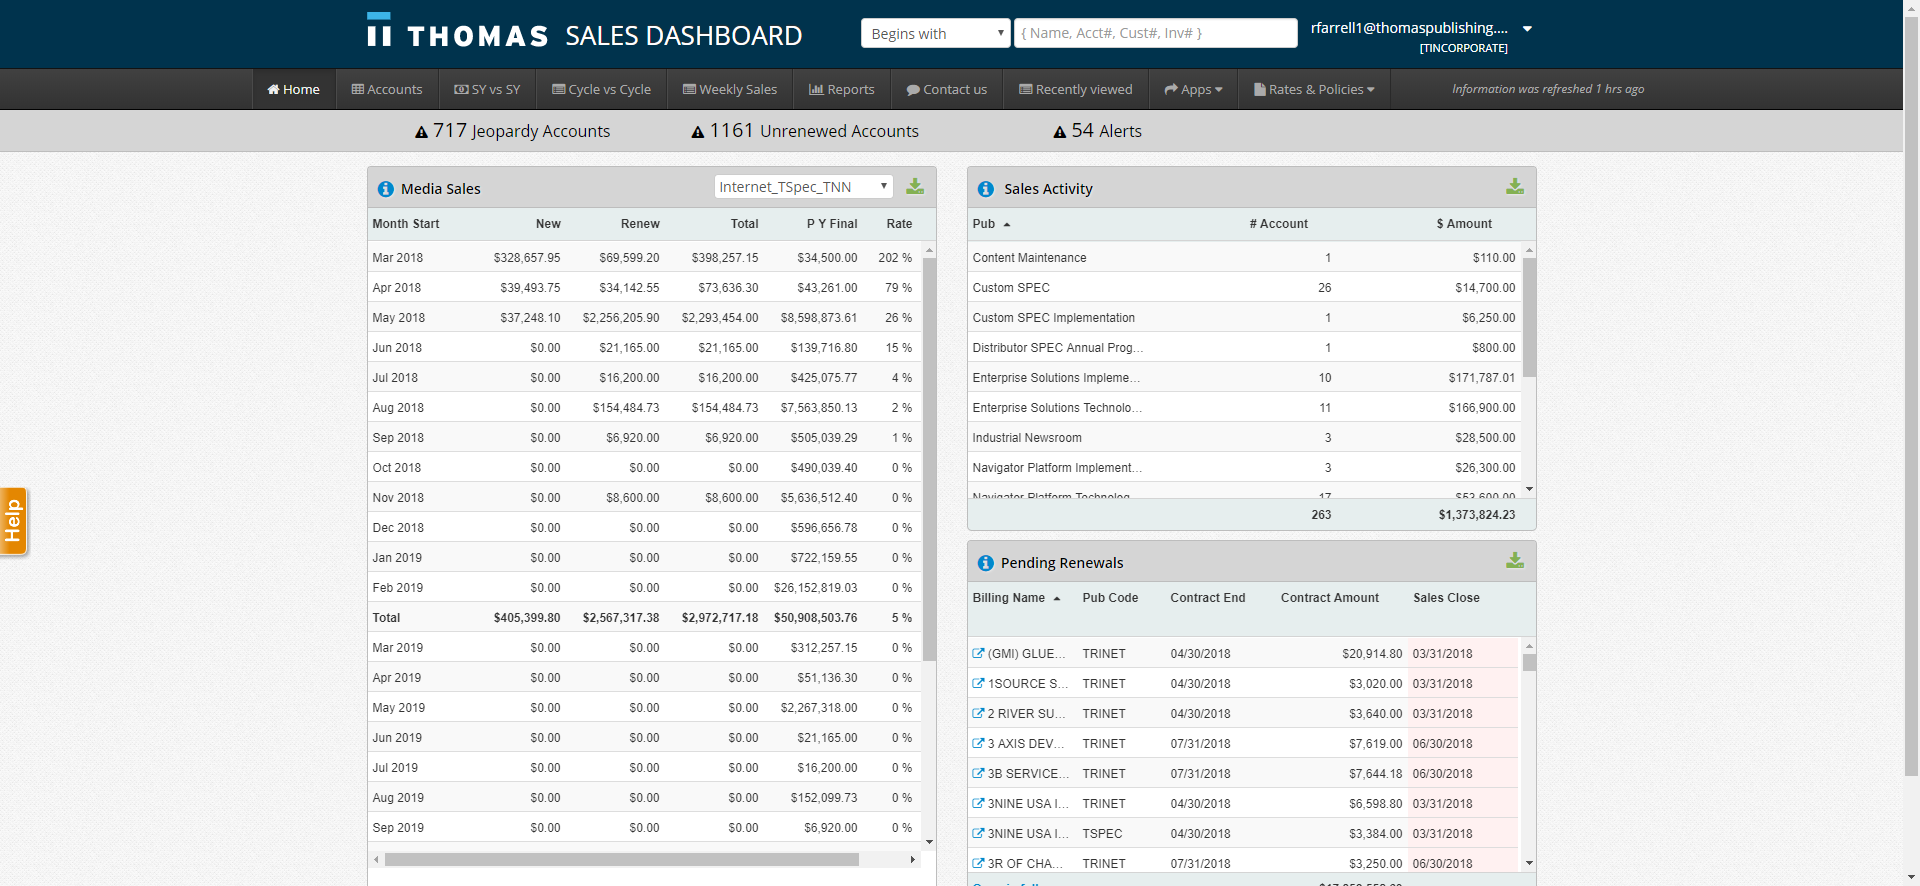 THOMAS SALES DASHBOARD
Begins with
{ Name, Acct#, Cust#, Inv# }
rfarrell1@thomaspublishing....
[TINCORPORATE]
Home Accounts SY vs SY Cycle vs Cycle Weekly Sales Reports Contact us Recently viewed Apps Rates & Policies Information was refreshed 1 hrs ago
717 Jeopardy Accounts 1161 Unrenewed Accounts 54 Alerts
Help
Media Sales Internet_TSpec_TNN
Month Start New Renew Total P Y Final Rate
Mar 2018 $328,657.95 $69,599.20 $398,257.15 $34,500.00 202 %
Apr 2018 $39,493.75 $34,142.55 $73,636.30 $43,261.00 79 %
May 2018 $37,248.10 $2,256,205.90 $2,293,454.00 $8,598,873.61 26 %
Jun 2018 $0.00 $21,165.00 $21,165.00 $139,716.80 15 %
Jul 2018 $0.00 $16,200.00 $16,200.00 $425,075.77 4 %
Aug 2018 $0.00 $154,484.73 $154,484.73 $7,563,850.13 2 %
Sep 2018 $0.00 $6,920.00 $6,920.00 $505,039.29 1 %
Oct 2018 $0.00 $0.00 $0.00 $490,039.40 0 %
Nov 2018 $0.00 $8,600.00 $8,600.00 $5,636,512.40 0 %
Dec 2018 $0.00 $0.00 $0.00 $596,656.78 0 %
Jan 2019 $0.00 $0.00 $0.00 $722,159.55 0 %
Feb 2019 $0.00 $0.00 $0.00 $26,152,819.03 0 %
Total $405,399.80 $2,567,317.38 $2,972,717.18 $50,908,503.76 5 %
Mar 2019 $0.00 $0.00 $0.00 $312,257.15 0 %
Apr 2019 $0.00 $0.00 $0.00 $51,136.30 0 %
May 2019 $0.00 $0.00 $0.00 $2,267,318.00 0 %
Jun 2019 $0.00 $0.00 $0.00 $21,165.00 0 %
Jul 2019 $0.00 $0.00 $0.00 $16,200.00 0 %
Aug 2019 $0.00 $0.00 $0.00 $152,099.73 0 %
Sep 2019 $0.00 $0.00 $0.00 $6,920.00 0 %
Sales Activity
Pub # Account $ Amount
Content Maintenance 1 $110.00
Custom SPEC 26 $14,700.00
Custom SPEC Implementation 1 $6,250.00
Distributor SPEC Annual Prog... 1 $800.00
Enterprise Solutions Impleme... 10 $171,787.01
Enterprise Solutions Technolo... 11 $166,900.00
Industrial Newsroom 3 $28,500.00
Navigator Platform Implement... 3 $26,300.00
Navigator Platform Technolog 17 $53,600.00
263 $1,373,824.23
Pending Renewals
Billing Name Pub Code Contract End Contract Amount Sales Close
(GMI) GLUE... TRINET 04/30/2018 $20,914.80 03/31/2018
1SOURCE S... TRINET 04/30/2018 $3,020.00 03/31/2018
2 RIVER SU... TRINET 04/30/2018 $3,640.00 03/31/2018
3 AXIS DEV... TRINET 07/31/2018 $7,619.00 06/30/2018
3B SERVICE... TRINET 07/31/2018 $7,644.18 06/30/2018
3NINE USA I... TRINET 04/30/2018 $6,598.80 03/31/2018
3NINE USA I... TSPEC 04/30/2018 $3,384.00 03/31/2018
3R OF CHA... TRINET 07/31/2018 $3,250.00 06/30/2018